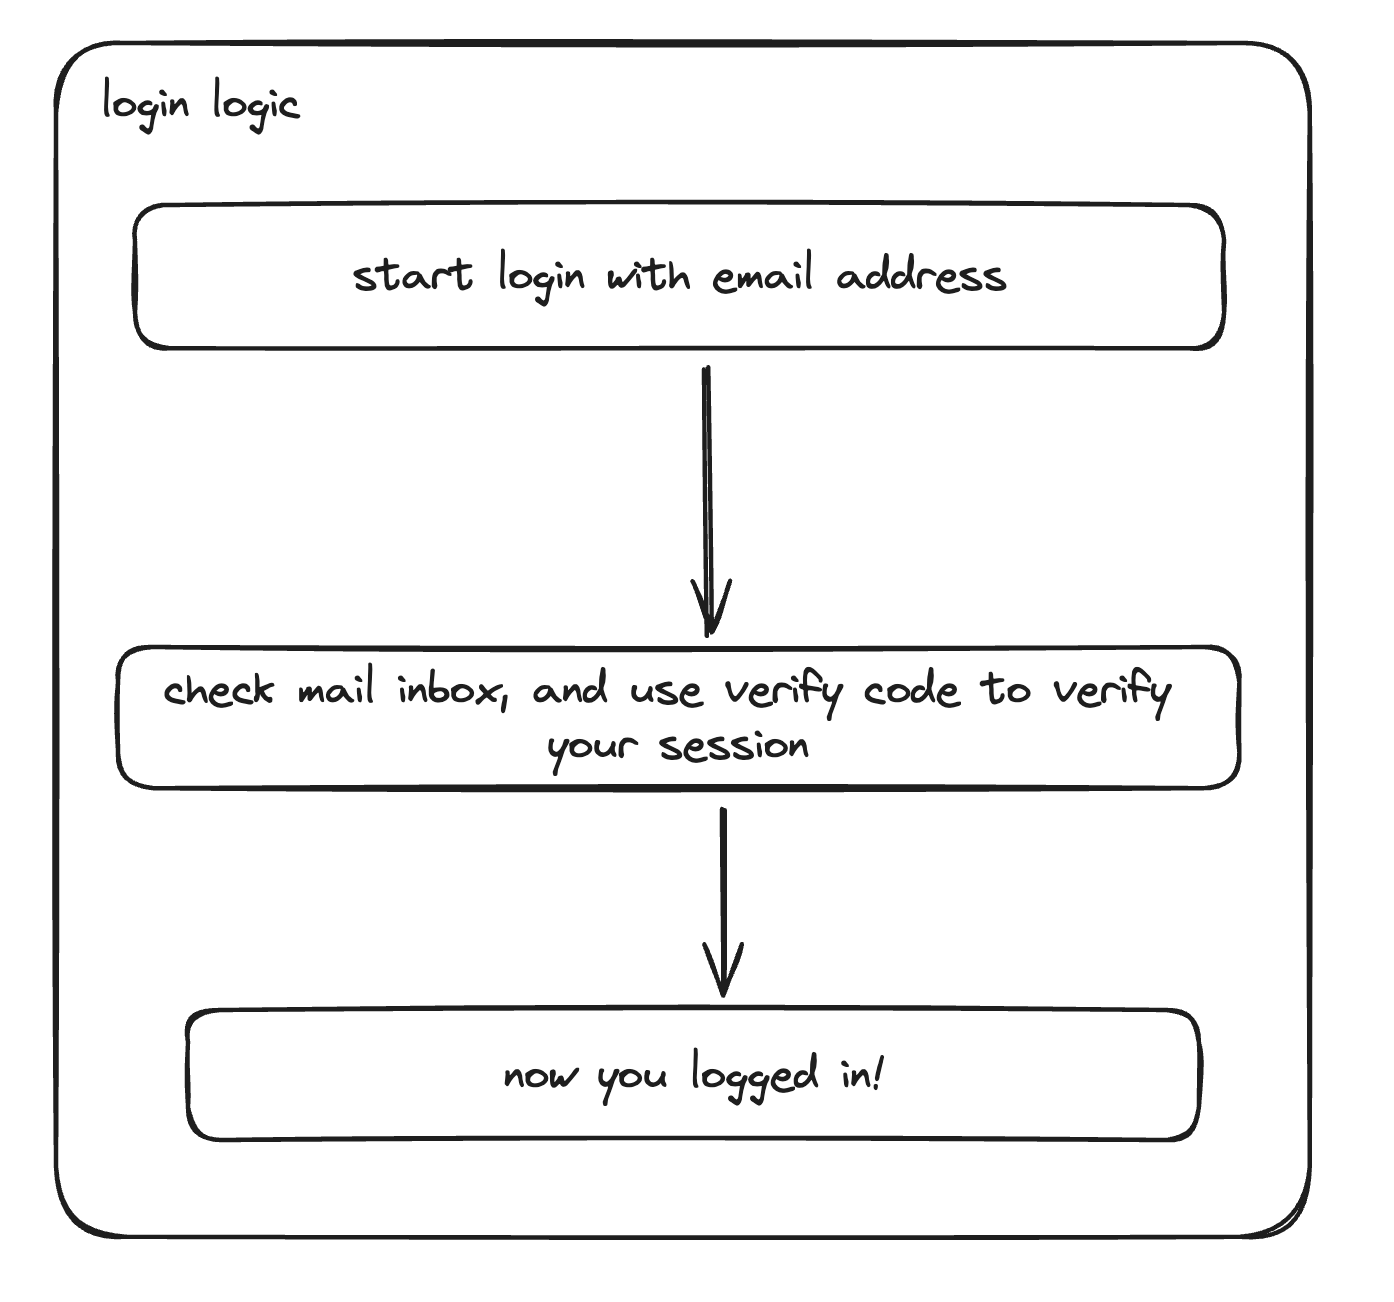 login logic
start login with email address
check mail inbox, and use verify code to verify
your session
now you logged in!